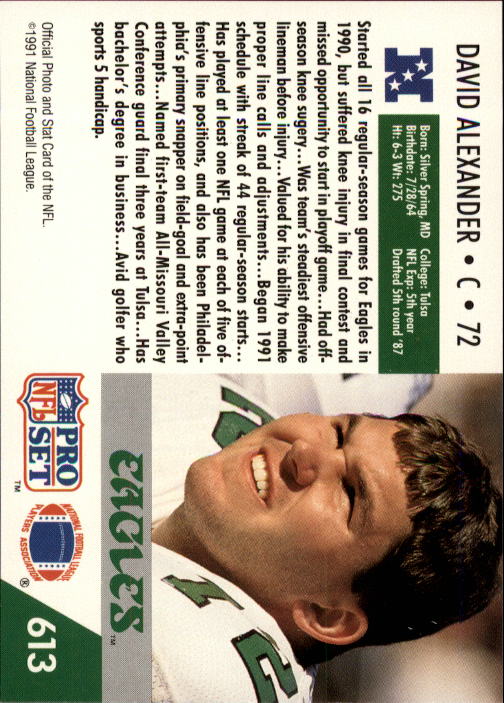 DAVID ALEXANDER • C • 72
N
Born: Silver Spring, MD College: Tulsa
Birthdate: 7/28/64 NFL Exp: 5th year
Ht: 6-3 Wt: 275 Drafted 5th round '87
Started all 16 regular-season games for Eagles in
1990, but suffered knee injury in final contest and
missed opportunity to start in playoff game....Had off-
season knee sugery...Was team's steadiest offensive
lineman before injury...Valued for his ability to make
proper line calls and adjustments...Began 1991
schedule with streak of 44 regular-season starts...
Has played at least one NFL game at each of five of-
fensive line positions, and also has been Philadel-
phia's primary snapper on field-goal and extra-point
attempts...Named first-team All-Missouri Valley
Conference guard final three years at Tulsa...Has
bachelor's degree in business...Avid golfer who
sports 5 handicap.
Official Photo and Stat Card of the NFL.
©1991 National Football League.
72
EAGLES™
PRO
NFL
SET™
NATIONAL FOOTBALL LEAGUE
PLAYERS ASSOCIATION®
613